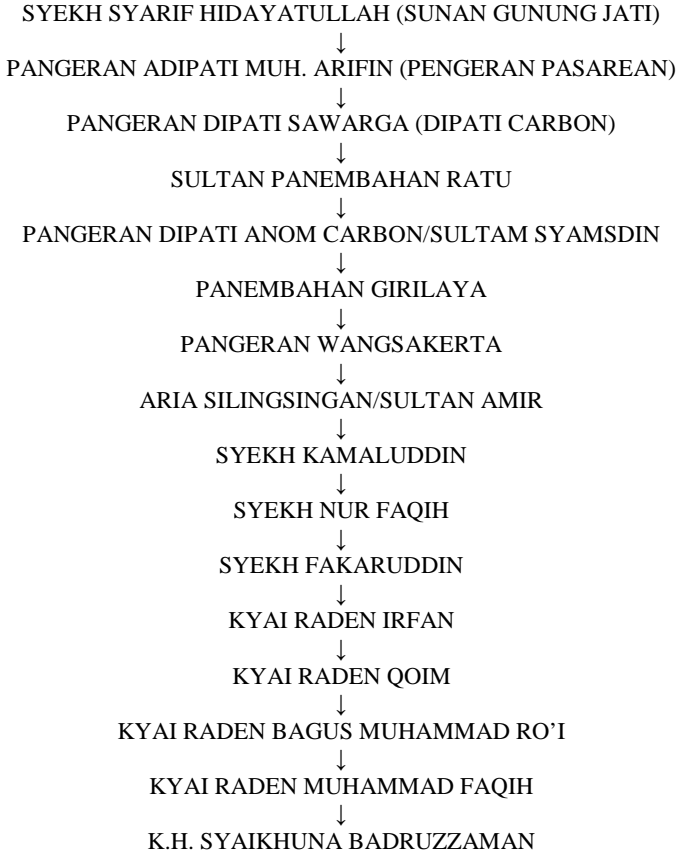 SYEKH SYARIF HIDAYATULLAH (SUNAN GUNUNG JATI)
↓
PANGERAN ADIPATI MUH. ARIFIN (PENGERAN PASAREAN)
↓
PANGERAN DIPATI SAWARGA (DIPATI CARBON)
↓
SULTAN PANEMBAHAN RATU
↓
PANGERAN DIPATI ANOM CARBON/SULTAM SYAMSDIN
↓
PANEMBAHAN GIRILAYA
↓
PANGERAN WANGSAKERTA
↓
ARIA SILINGSINGAN/SULTAN AMIR
↓
SYEKH KAMALUDDIN
↓
SYEKH NUR FAQIH
↓
SYEKH FAKARUDDIN
↓
KYAI RADEN IRFAN
↓
KYAI RADEN QOIM
↓
KYAI RADEN BAGUS MUHAMMAD RO’I
↓
KYAI RADEN MUHAMMAD FAQIH
↓
K.H. SYAIKHUNA BADRUZZAMAN